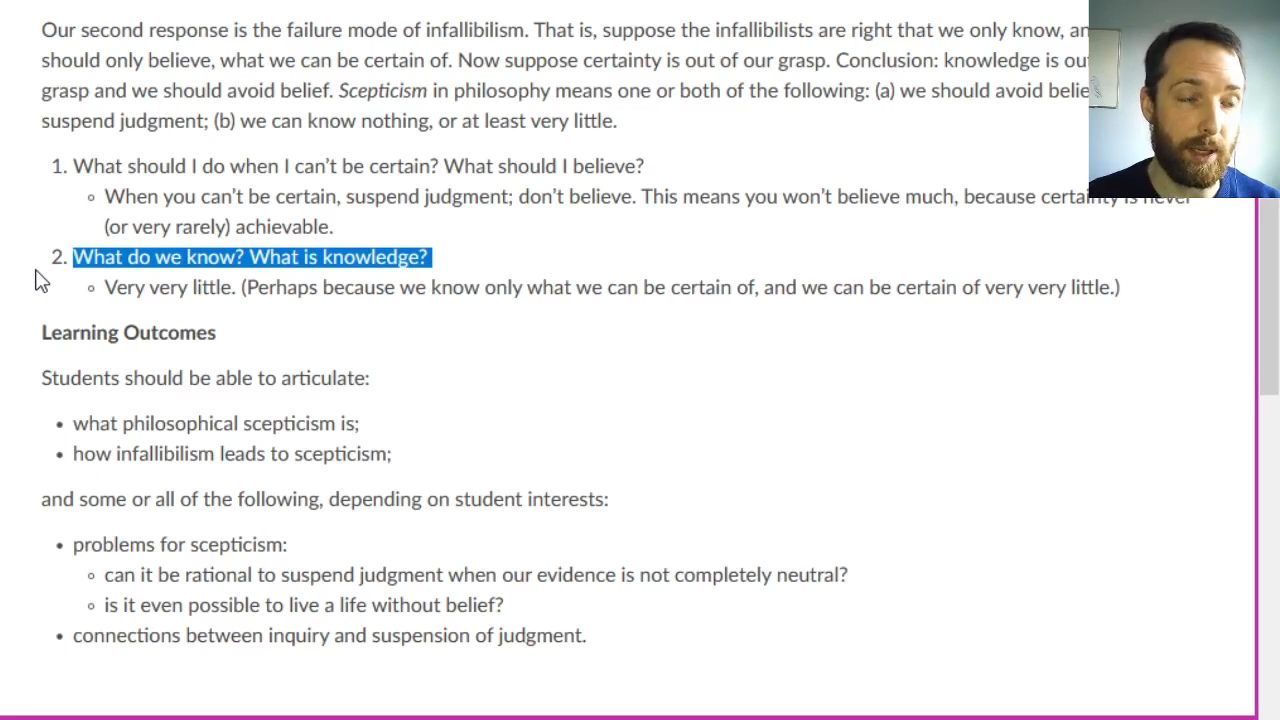 Our second response is the failure mode of infallibilism. That is, suppose the infallibilists are right that we only know, an
should only believe, what we can be certain of. Now suppose certainty is out of our grasp. Conclusion: knowledge is ou
grasp and we should avoid belief. Scepticism in philosophy means one or both of the following: (a) we should avoid belie
suspend judgment; (b) we can know nothing, or at least very little.
1. What should I do when I can't be certain? What should I believe?
◦ When you can't be certain, suspend judgment; don't believe. This means you won't believe much, because certainty is never
(or very rarely) achievable.
2. What do we know? What is knowledge?
◦ Very very little. (Perhaps because we know only what we can be certain of, and we can be certain of very very little.)
Learning Outcomes
Students should be able to articulate:
• what philosophical scepticism is;
• how infallibilism leads to scepticism;
and some or all of the following, depending on student interests:
• problems for scepticism:
◦ can it be rational to suspend judgment when our evidence is not completely neutral?
◦ is it even possible to live a life without belief?
• connections between inquiry and suspension of judgment.